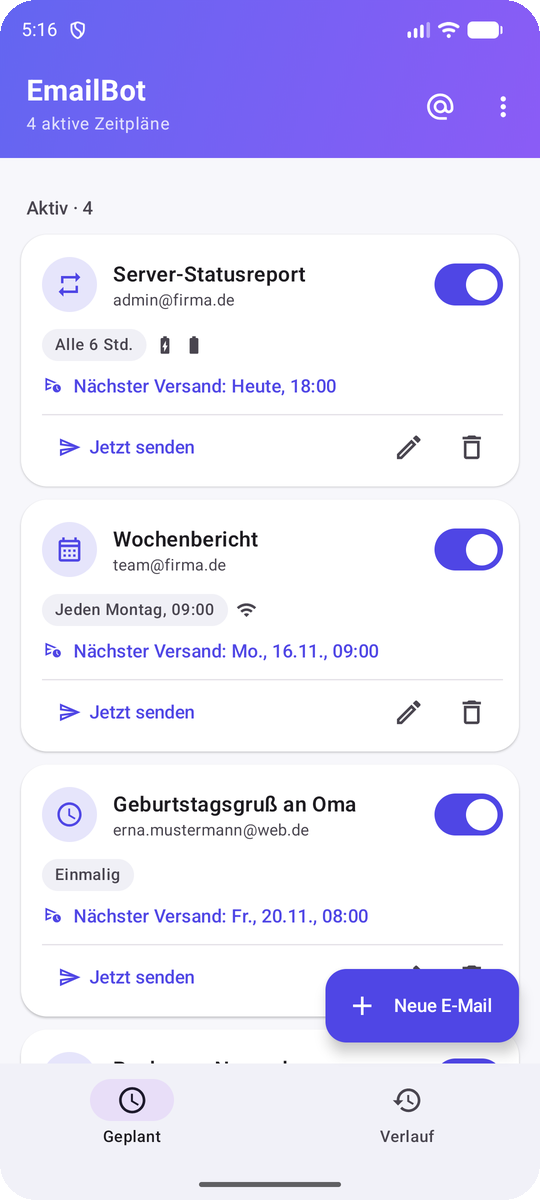 5:16
EmailBot
4 aktive Zeitpläne
Aktiv · 4
Server-Statusreport
admin@firma.de
Alle 6 Std.
Nächster Versand: Heute, 18:00
Jetzt senden
Wochenbericht
team@firma.de
Jeden Montag, 09:00
Nächster Versand: Mo., 16.11., 09:00
Jetzt senden
Geburtstagsgruß an Oma
erna.mustermann@web.de
Einmalig
Nächster Versand: Fr., 20.11., 08:00
Jetzt senden
Neue E-Mail
Geplant
Verlauf